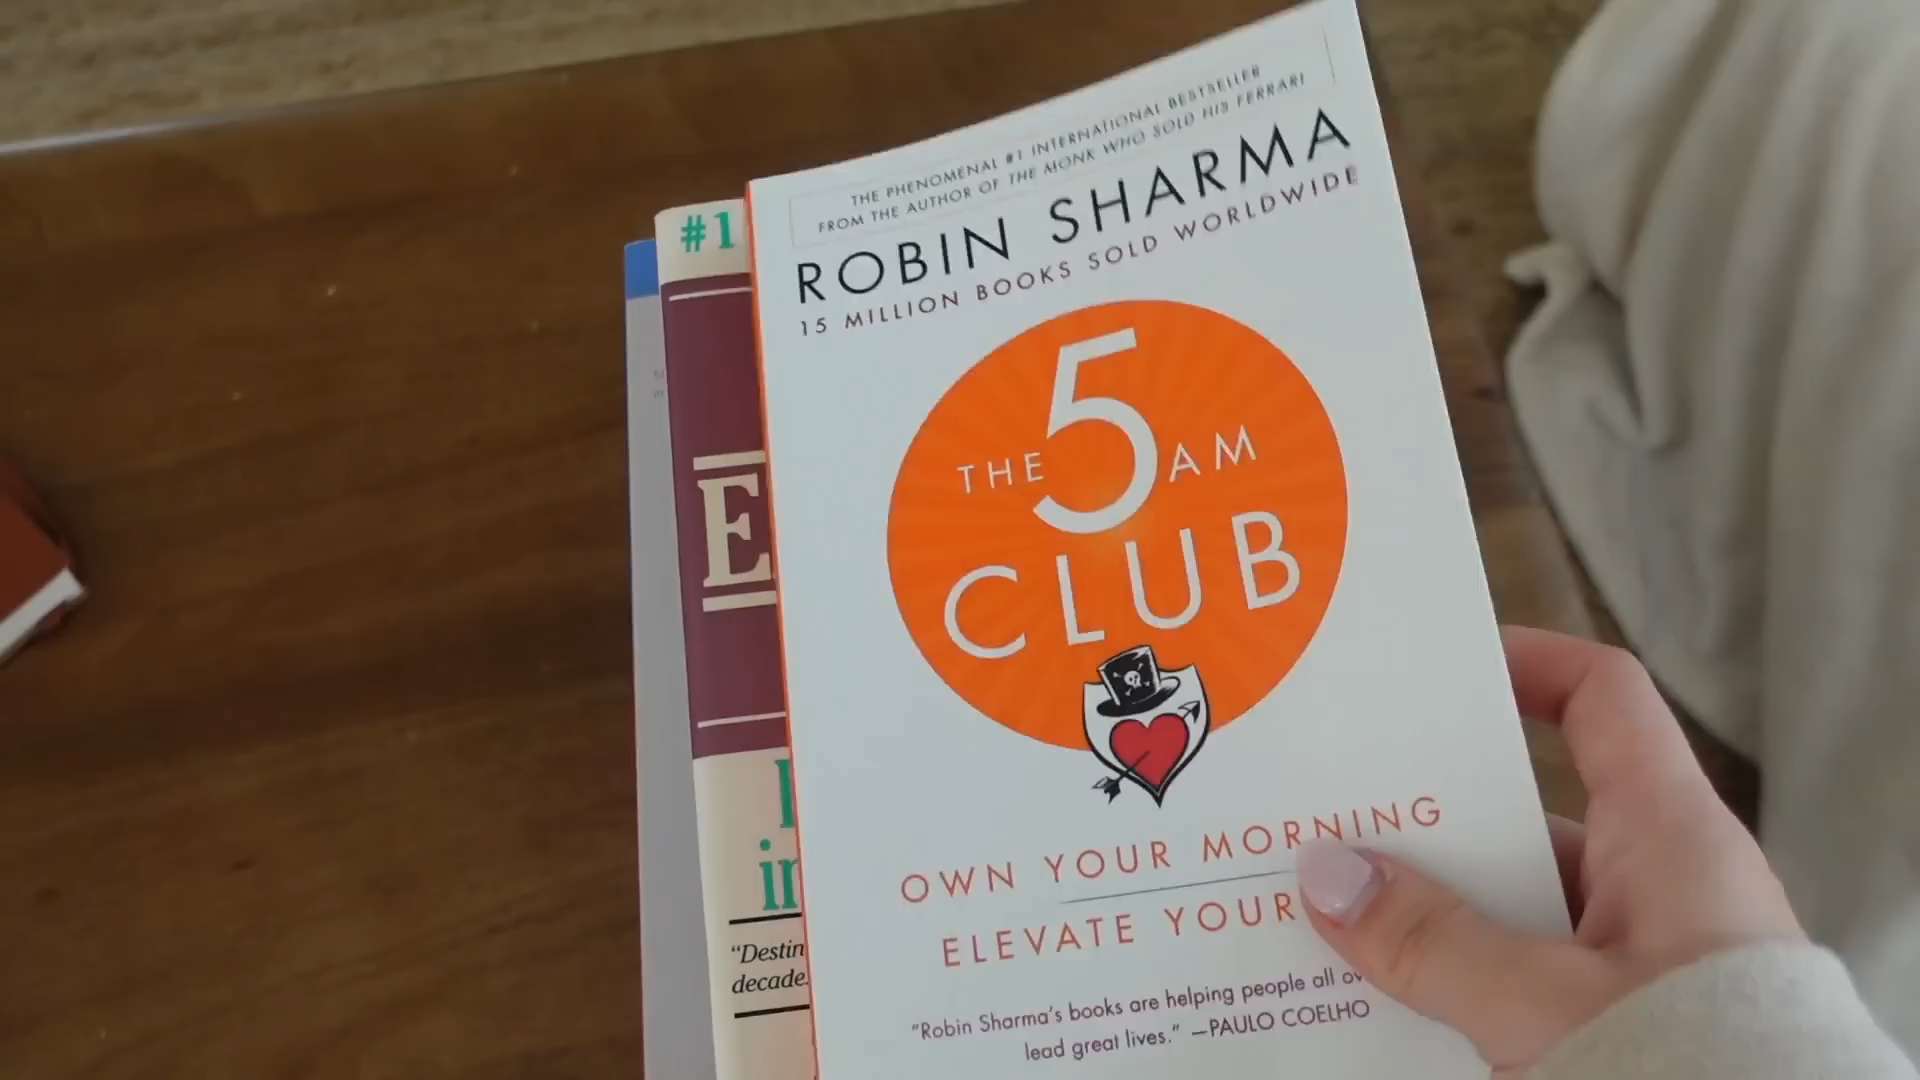 THE PHENOMENAL #1 INTERNATIONAL BESTSELLER
FROM THE AUTHOR OF THE MONK WHO SOLD HIS FERRARI
ROBIN SHARMA
15 MILLION BOOKS SOLD WORLDWIDE
THE 5 AM
CLUB
OWN YOUR MORNING
ELEVATE YOUR
"Robin Sharma's books are helping people all ov
lead great lives." —PAULO COELHO
#1
E
in
"Destin
decade.